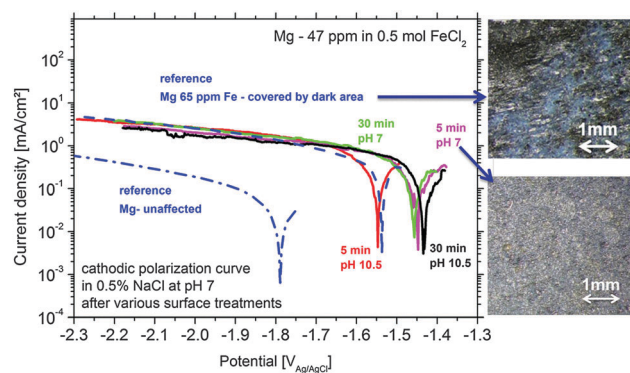 Mg - 47 ppm in 0.5 mol FeCl₂
reference
Mg 65 ppm Fe - covered by dark area
30 min
pH 7
5 min
pH 7
reference
Mg- unaffected
5 min
pH 10.5
30 min
pH 10.5
cathodic polarization curve
in 0.5% NaCl at pH 7
after various surface treatments
Current density [mA/cm²]
10²
10¹
10⁰
10⁻¹
10⁻²
10⁻³
10⁻⁴
-2.3 -2.2 -2.1 -2.0 -1.9 -1.8 -1.7 -1.6 -1.5 -1.4 -1.3
Potential [V_Ag/AgCl]
1mm
1mm